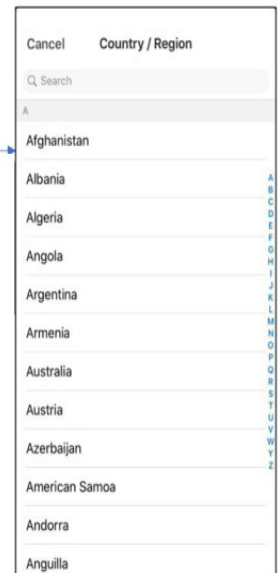 Cancel Country / Region
Search
A
Afghanistan
Albania
Algeria
Angola
Argentina
Armenia
Australia
Austria
Azerbaijan
American Samoa
Andorra
Anguilla
A
B
C
D
E
F
G
H
I
J
K
L
M
N
O
P
Q
R
S
T
U
V
W
Y
Z